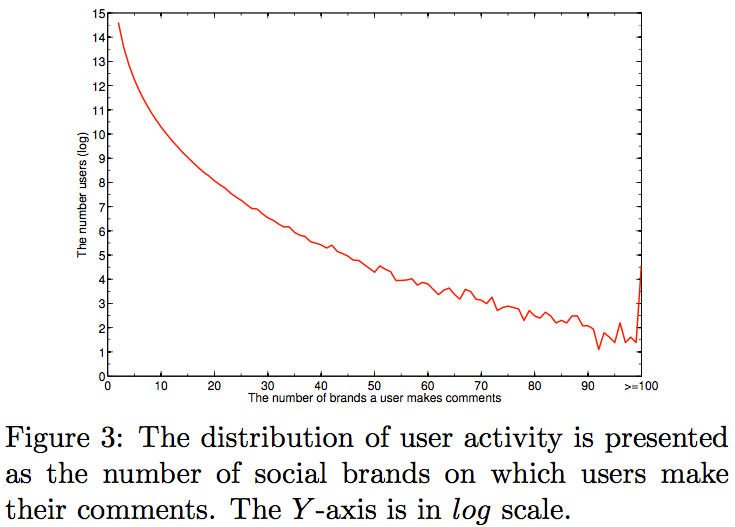 15
14
13
12
11
10
9
8
7
6
5
4
3
2
1
0
The number users (log)
0 10 20 30 40 50 60 70 80 90 >=100
The number of brands a user makes comments
Figure 3: The distribution of user activity is presented
as the number of social brands on which users make
their comments. The Y-axis is in log scale.